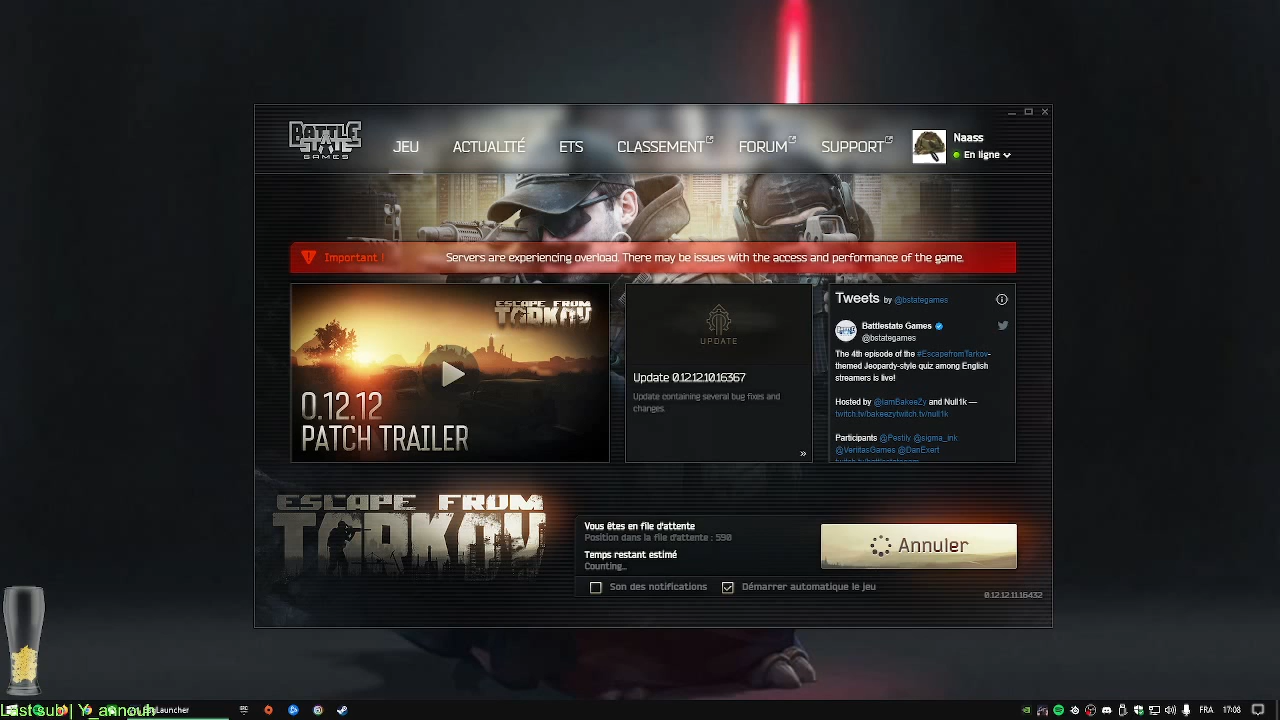 BATTLE
STATE
GAMES
JEU
ACTUALITÉ
ETS
CLASSEMENT
FORUM
SUPPORT
Naass
En ligne
Important !
Servers are experiencing overload. There may be issues with the access and performance of the game.
ESCAPE FROM
TARKOV
0.12.12
PATCH TRAILER
UPDATE
Update 0.12.12.10.16367
Update containing several bug fixes and
changes.
»
Tweets by @bstategames
Battlestate Games
@bstategames
The 4th episode of the #EscapefromTarkov-
themed Jeopardy-style quiz among English
streamers is live!
Hosted by @IamBakeeZy and Null1k —
twitch.tv/bakeezytwitch.tv/null1k
Participants @Pestily @sigma_ink
@VeritasGames @DanExert
ESCAPE FROM
TARKOV
Vous êtes en file d'attente
Position dans la file d'attente : 590
Temps restant estimé
Counting...
Annuler
Son des notifications
Démarrer automatique le jeu
0.12.12.11.16432
Lastsub| Y_annouh
Launcher
FRA
17:08